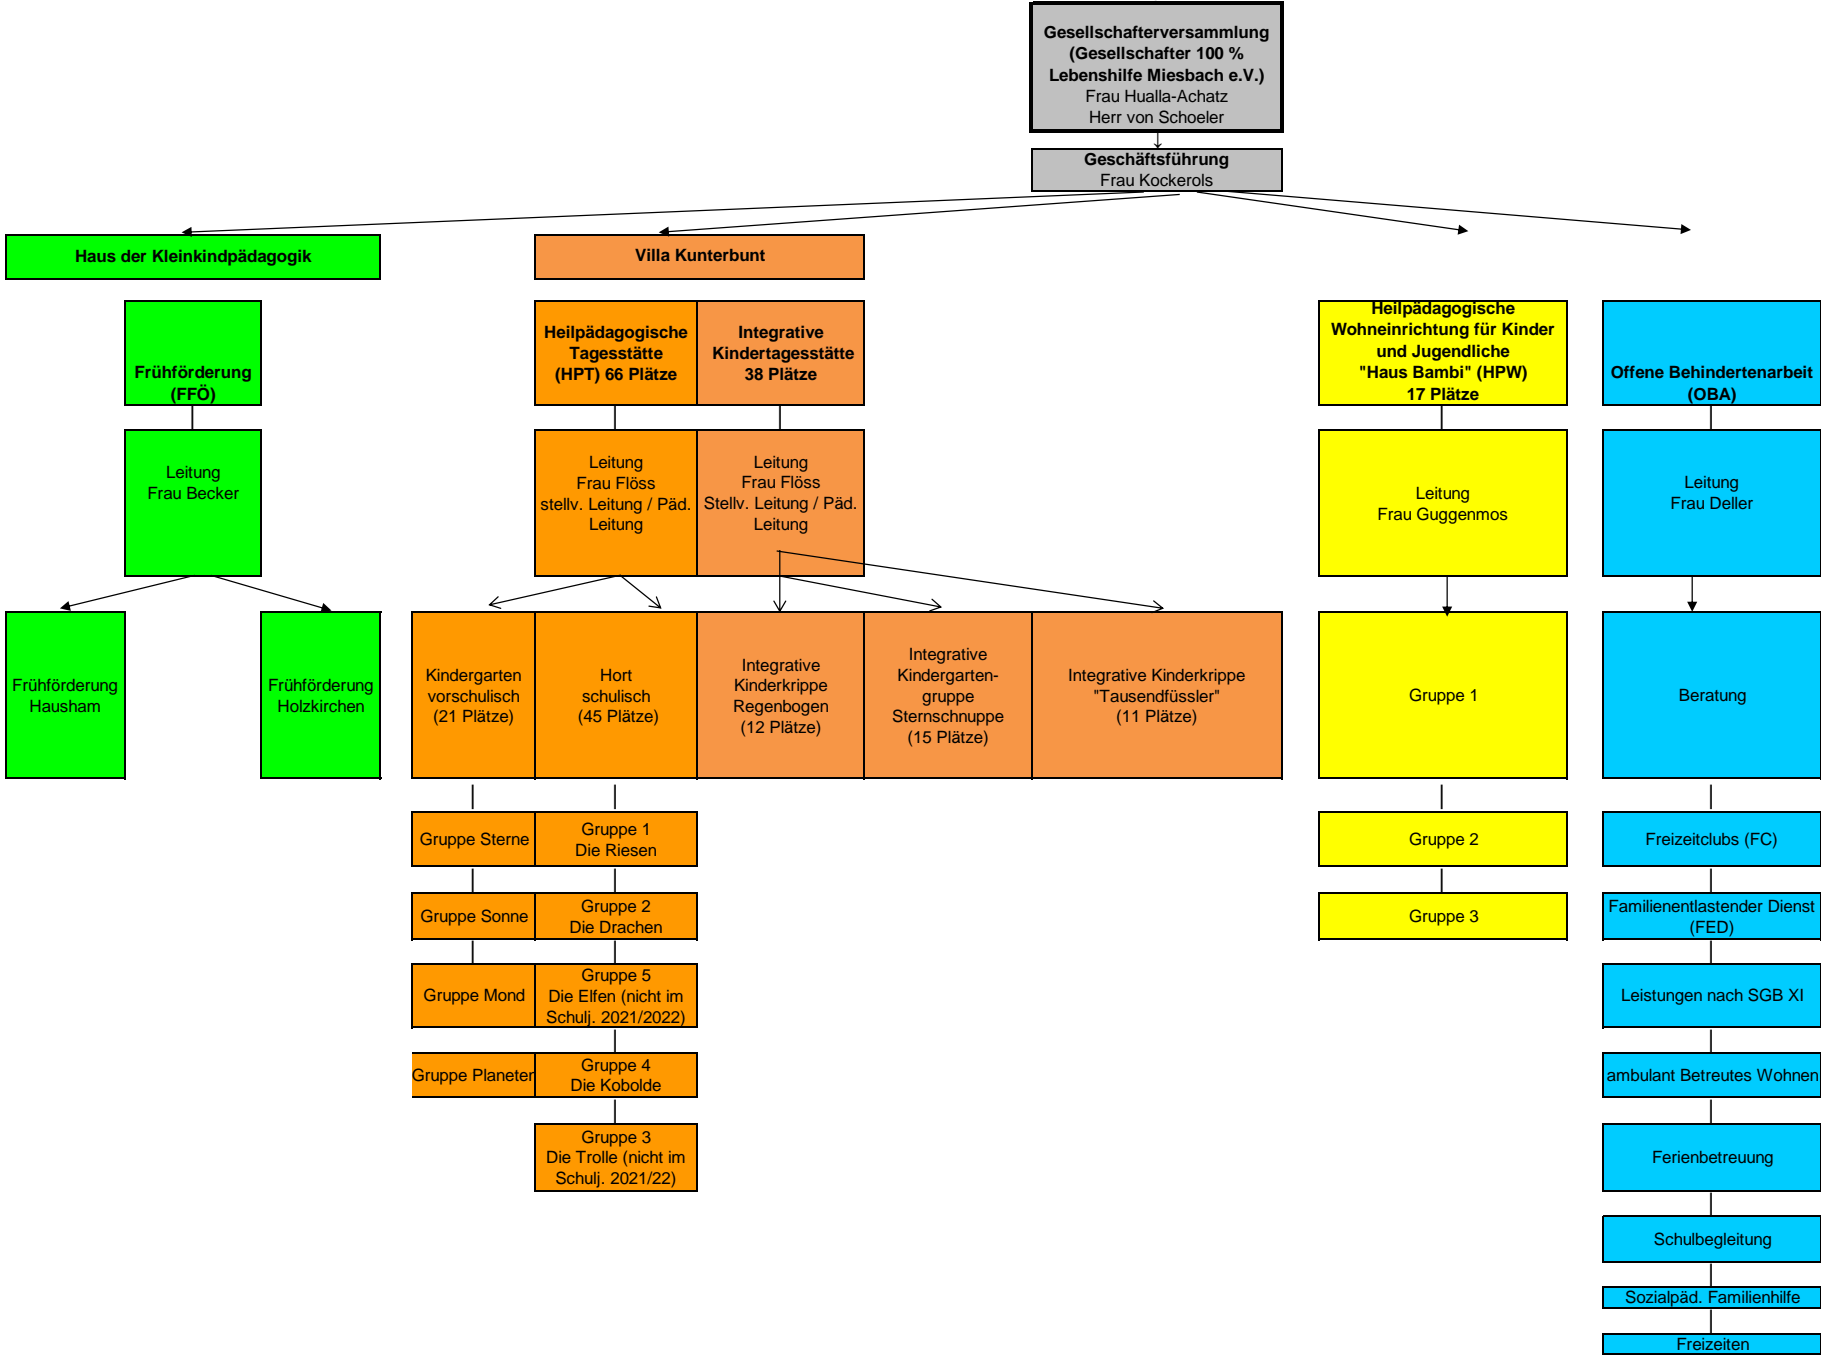 Gesellschafterversammlung
(Gesellschafter 100 %
Lebenshilfe Miesbach e.V.)
Frau Hualla-Achatz
Herr von Schoeler
Geschäftsführung
Frau Kockerols
Haus der Kleinkindpädagogik
Villa Kunterbunt
Frühförderung
(FFÖ)
Heilpädagogische
Tagesstätte
(HPT) 66 Plätze
Integrative
Kindertagesstätte
38 Plätze
Heilpädagogische
Wohneinrichtung für Kinder
und Jugendliche
"Haus Bambi" (HPW)
17 Plätze
Offene Behindertenarbeit
(OBA)
Leitung
Frau Becker
Leitung
Frau Flöss
stellv. Leitung / Päd.
Leitung
Leitung
Frau Flöss
Stellv. Leitung / Päd.
Leitung
Leitung
Frau Guggenmos
Leitung
Frau Deller
Frühförderung
Hausham
Frühförderung
Holzkirchen
Kindergarten
vorschulisch
(21 Plätze)
Hort
schulisch
(45 Plätze)
Integrative
Kinderkrippe
Regenbogen
(12 Plätze)
Integrative
Kindergarten-
gruppe
Sternschnuppe
(15 Plätze)
Integrative Kinderkrippe
"Tausendfüssler"
(11 Plätze)
Gruppe 1
Beratung
Gruppe Sterne
Gruppe 1
Die Riesen
Gruppe 2
Freizeitclubs (FC)
Gruppe Sonne
Gruppe 2
Die Drachen
Gruppe 3
Familienentlastender Dienst
(FED)
Gruppe Mond
Gruppe 5
Die Elfen (nicht im
Schulj. 2021/2022)
Leistungen nach SGB XI
Gruppe Planeter
Gruppe 4
Die Kobolde
ambulant Betreutes Wohnen
Gruppe 3
Die Trolle (nicht im
Schulj. 2021/22)
Ferienbetreuung
Schulbegleitung
Sozialpäd. Familienhilfe
Freizeiten